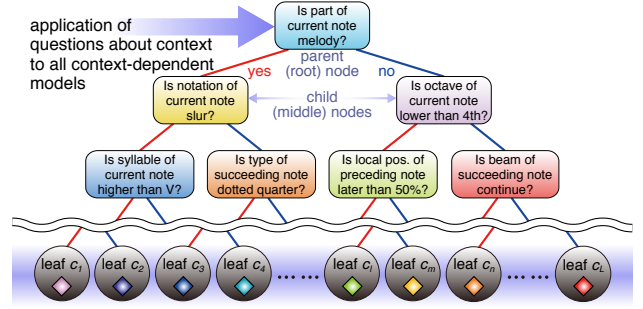 application of
questions about context
to all context-dependent
models
Is part of
current note
melody?
yes
parent
(root) node
no
Is notation of
current note
slur?
child
(middle) nodes
Is octave of
current note
lower than 4th?
Is syllable of
current note
higher than V?
Is type of
succeeding note
dotted quarter?
Is local pos. of
preceding note
later than 50%?
Is beam of
succeeding note
continue?
leaf c1
leaf c2
leaf c3
leaf c4
......
leaf cl
leaf cm
leaf cn
......
leaf cL